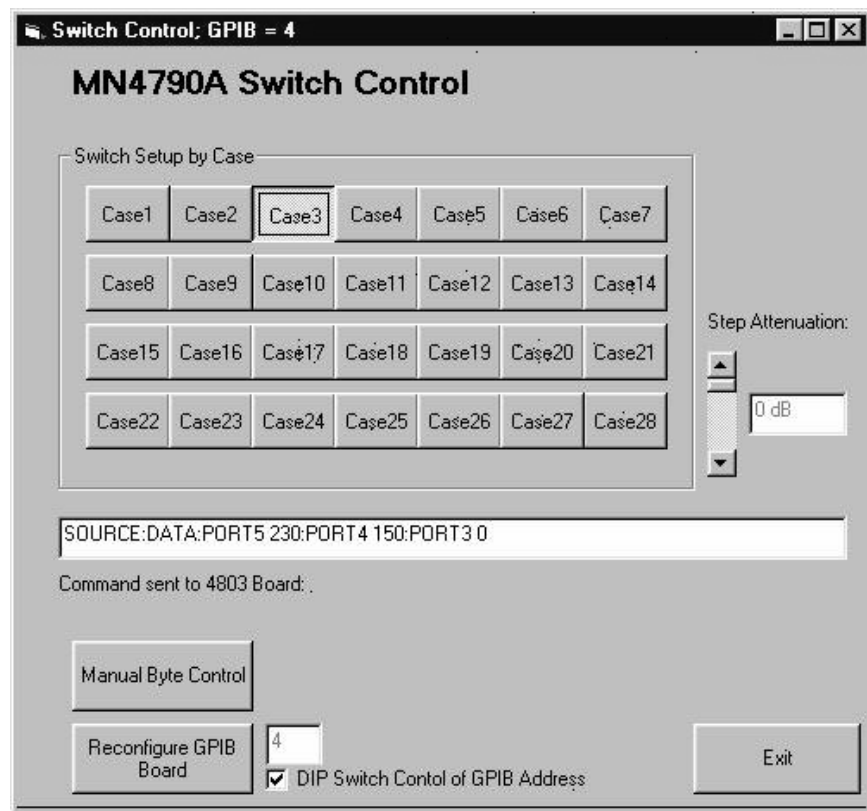 Switch Control; GPIB = 4
MN4790A Switch Control
Switch Setup by Case
Case1 Case2 Case3 Case4 Case5 Case6 Case7
Case8 Case9 Case10 Case11 Case12 Case13 Case14
Case15 Case16 Case17 Case18 Case19 Case20 Case21
Case22 Case23 Case24 Case25 Case26 Case27 Case28
Step Attenuation:
0 dB
SOURCE:DATA:PORT5 230:PORT4 150:PORT3 0
Command sent to 4803 Board:
Manual Byte Control
Reconfigure GPIB
Board
4
DIP Switch Contol of GPIB Address
Exit